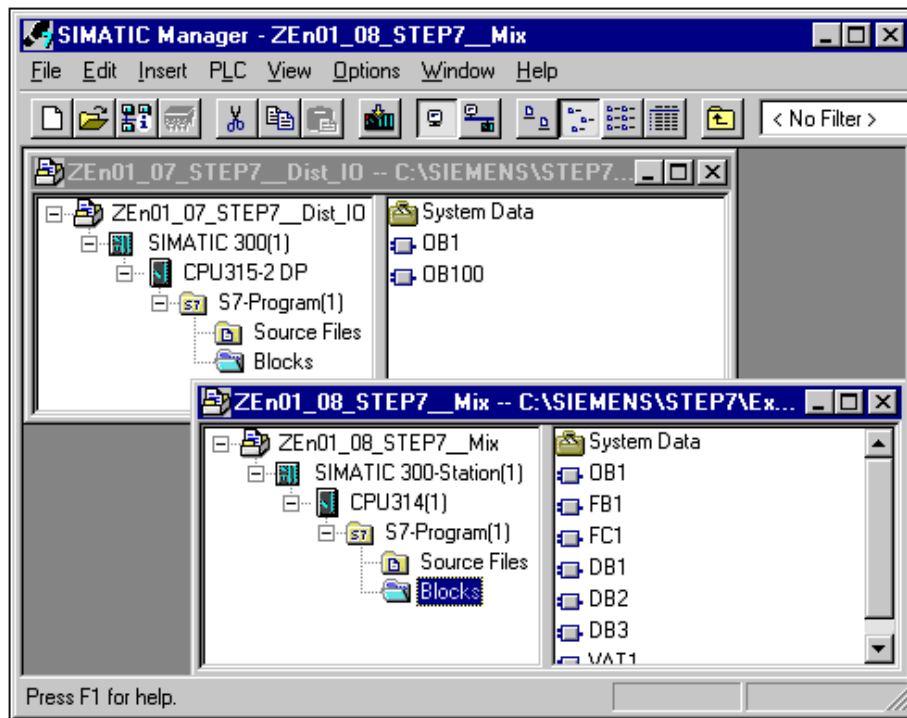 SIMATIC Manager - ZEn01_08_STEP7__Mix
File Edit Insert PLC View Options Window Help
< No Filter >
ZEn01_07_STEP7__Dist_IO -- C:\SIEMENS\STEP7...
ZEn01_07_STEP7__Dist_IO
SIMATIC 300(1)
CPU315-2 DP
S7-Program(1)
Source Files
Blocks
System Data
OB1
OB100
ZEn01_08_STEP7__Mix -- C:\SIEMENS\STEP7\Ex...
ZEn01_08_STEP7__Mix
SIMATIC 300-Station(1)
CPU314(1)
S7-Program(1)
Source Files
Blocks
System Data
OB1
FB1
FC1
DB1
DB2
DB3
VAT1
Press F1 for help.